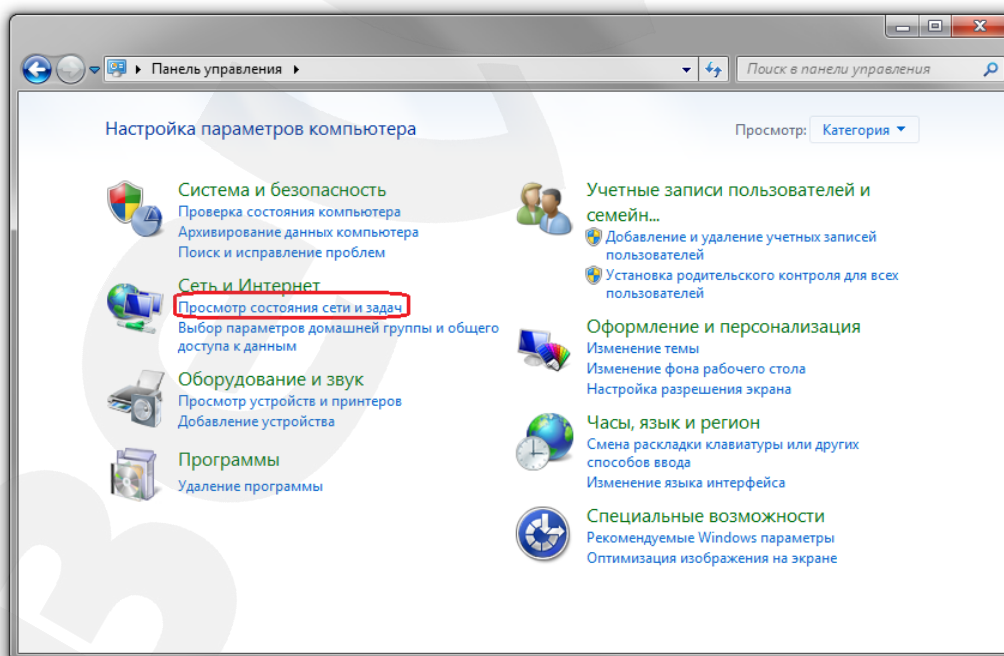 Панель управления
Поиск в панели управления
Настройка параметров компьютера
Просмотр: Категория
Система и безопасность
Проверка состояния компьютера
Архивирование данных компьютера
Поиск и исправление проблем
Сеть и Интернет
Просмотр состояния сети и задач
Выбор параметров домашней группы и общего
доступа к данным
Оборудование и звук
Просмотр устройств и принтеров
Добавление устройства
Программы
Удаление программы
Учетные записи пользователей и
семейн...
Добавление и удаление учетных записей
пользователей
Установка родительского контроля для всех
пользователей
Оформление и персонализация
Изменение темы
Изменение фона рабочего стола
Настройка разрешения экрана
Часы, язык и регион
Смена раскладки клавиатуры или других
способов ввода
Изменение языка интерфейса
Специальные возможности
Рекомендуемые Windows параметры
Оптимизация изображения на экране